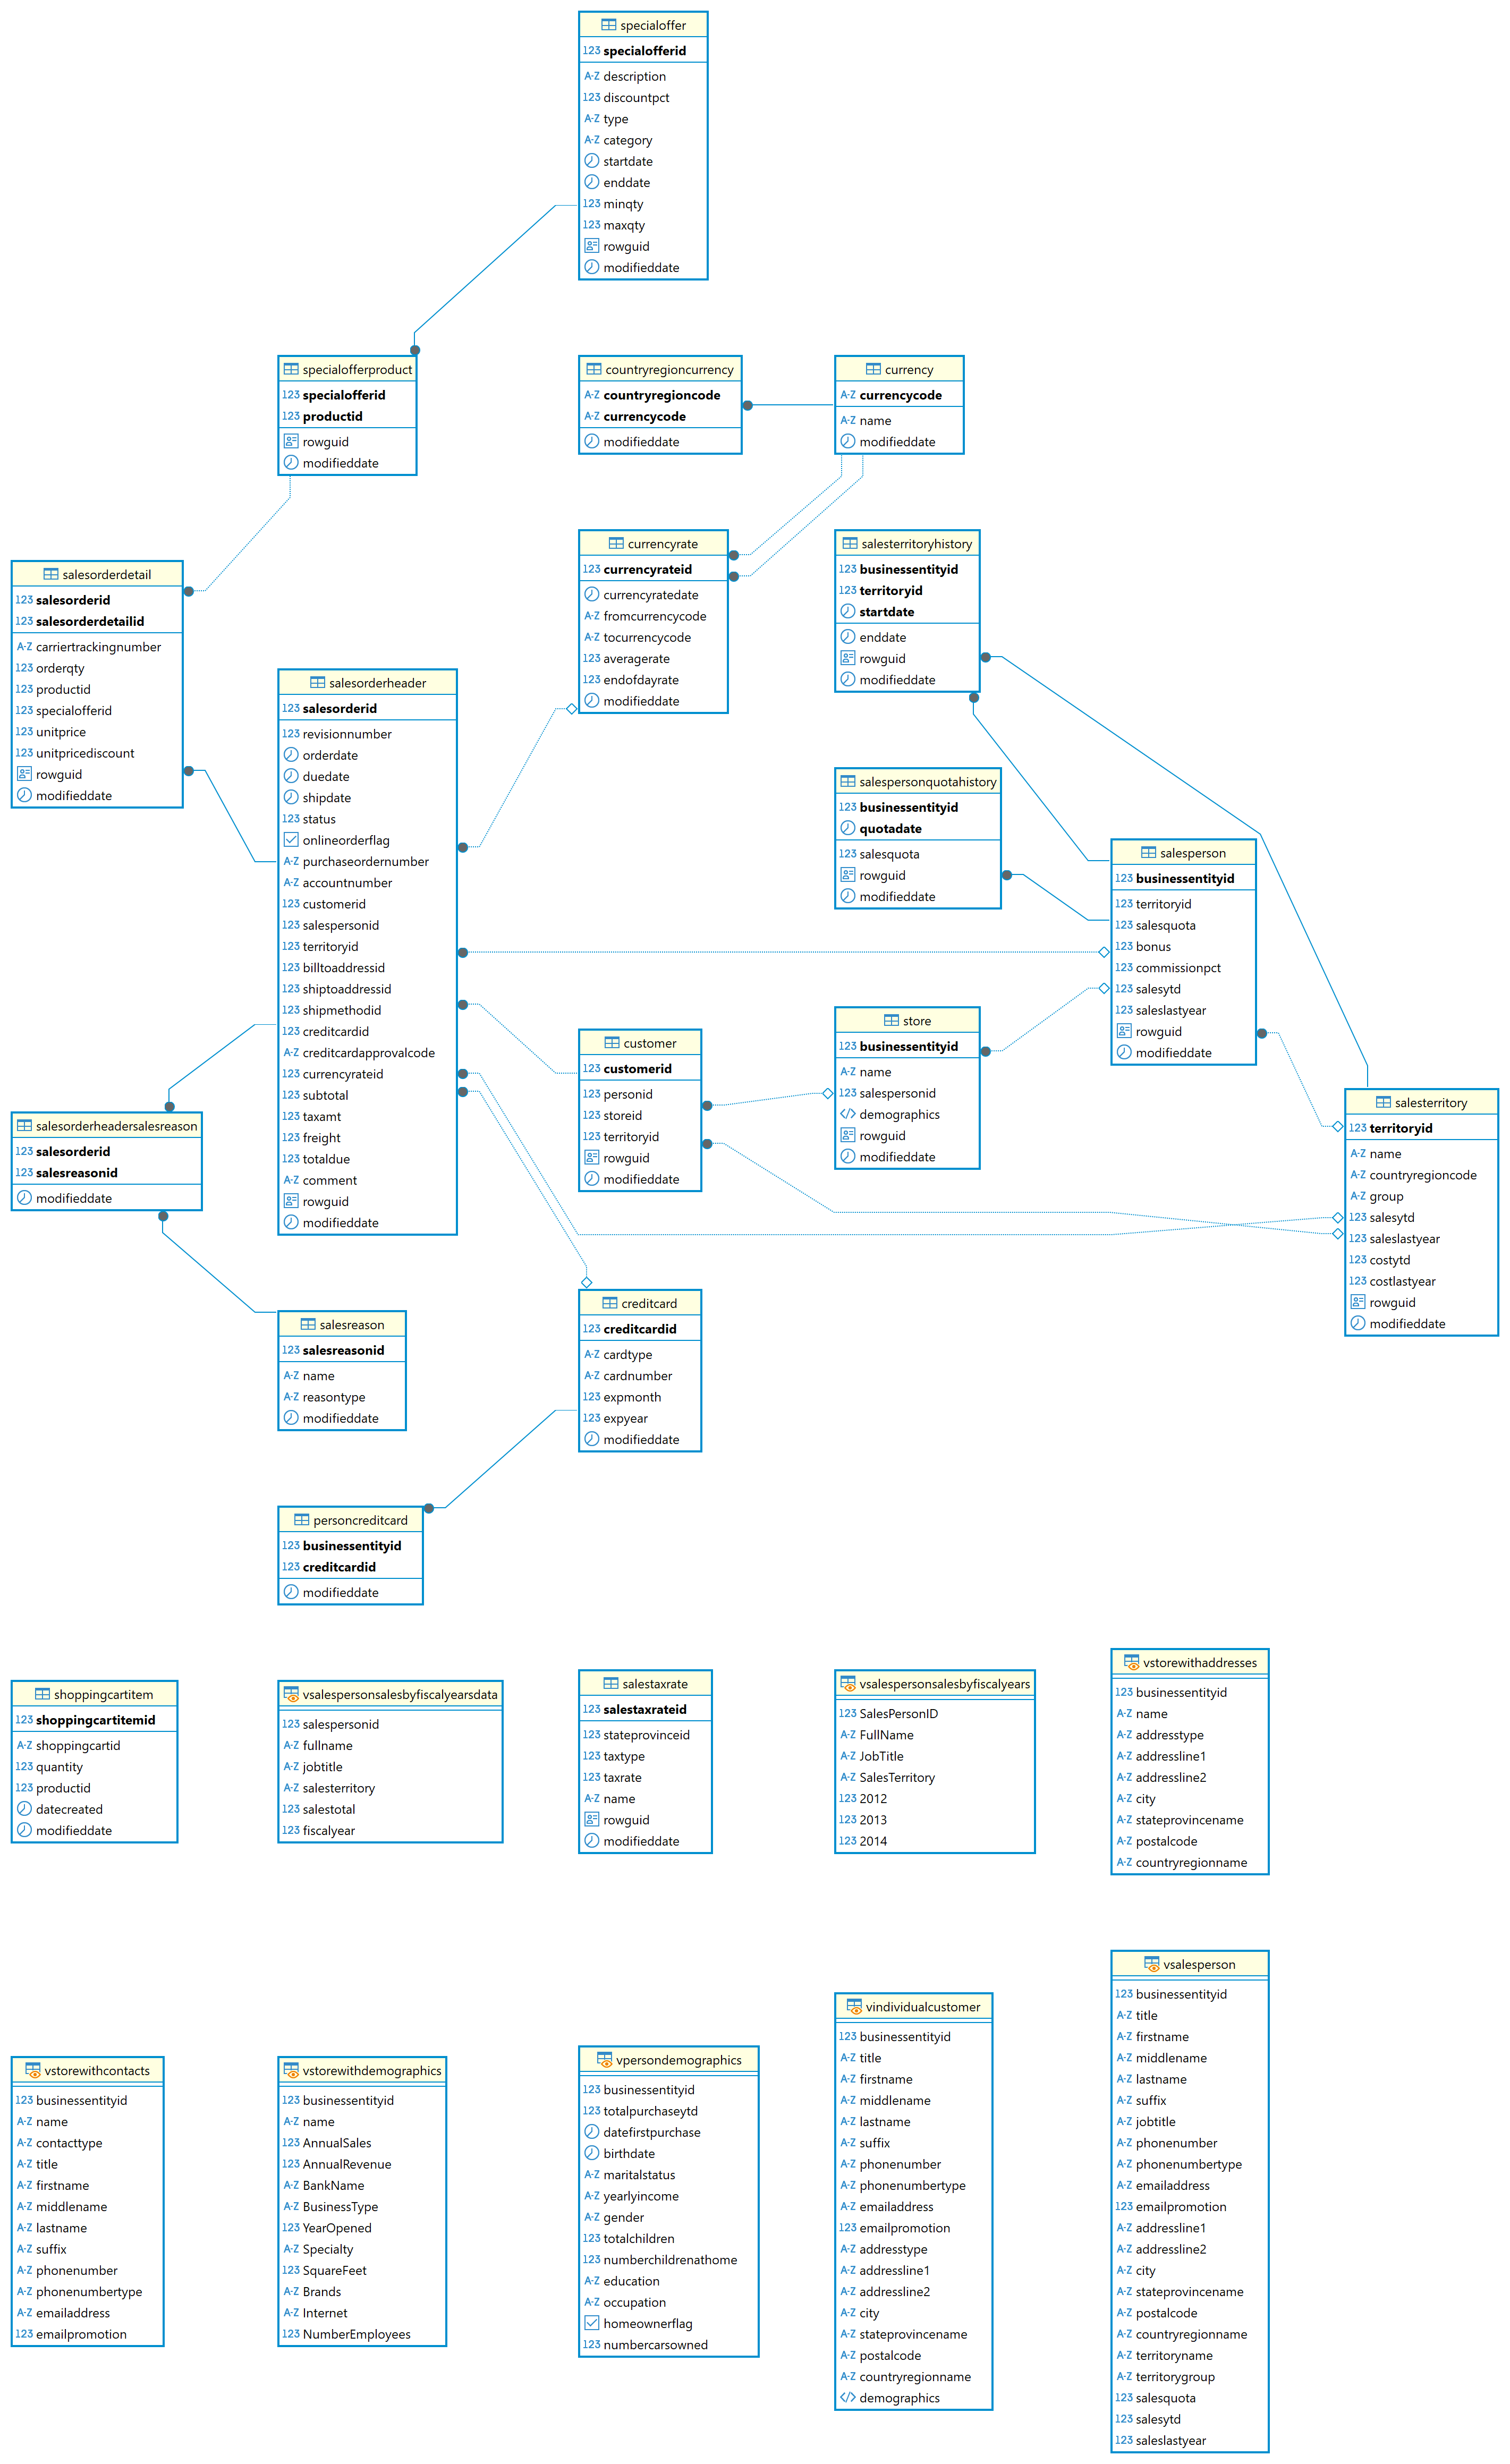 specialoffer
123 specialofferid
A-Z description
123 discountpct
A-Z type
A-Z category
startdate
enddate
123 minqty
123 maxqty
rowguid
modifieddate
specialofferproduct
123 specialofferid
123 productid
rowguid
modifieddate
countryregioncurrency
A-Z countryregioncode
A-Z currencycode
modifieddate
currency
A-Z currencycode
A-Z name
modifieddate
salesorderdetail
123 salesorderid
123 salesorderdetailid
A-Z carriertrackingnumber
123 orderqty
123 productid
123 specialofferid
123 unitprice
123 unitpricediscount
rowguid
modifieddate
currencyrate
123 currencyrateid
currencyratedate
A-Z fromcurrencycode
A-Z tocurrencycode
123 averagerate
123 endofdayrate
modifieddate
salesterritoryhistory
123 businessentityid
123 territoryid
startdate
enddate
rowguid
modifieddate
salesorderheader
123 salesorderid
123 revisionnumber
orderdate
duedate
shipdate
123 status
onlineorderflag
A-Z purchaseordernumber
A-Z accountnumber
123 customerid
123 salespersonid
123 territoryid
123 billtoaddressid
123 shiptoaddressid
123 shipmethodid
123 creditcardid
A-Z creditcardapprovalcode
123 currencyrateid
123 subtotal
123 taxamt
123 freight
123 totaldue
A-Z comment
rowguid
modifieddate
salespersonquotahistory
123 businessentityid
quotadate
123 salesquota
rowguid
modifieddate
salesperson
123 businessentityid
123 territoryid
123 salesquota
123 bonus
123 commissionpct
123 salesytd
123 saleslastyear
rowguid
modifieddate
customer
123 customerid
123 personid
123 storeid
123 territoryid
rowguid
modifieddate
store
123 businessentityid
A-Z name
123 salespersonid
</> demographics
rowguid
modifieddate
salesterritory
123 territoryid
A-Z name
A-Z countryregioncode
A-Z group
123 salesytd
123 saleslastyear
123 costytd
123 costlastyear
rowguid
modifieddate
salesorderheadersalesreason
123 salesorderid
123 salesreasonid
modifieddate
salesreason
123 salesreasonid
A-Z name
A-Z reasontype
modifieddate
creditcard
123 creditcardid
A-Z cardtype
A-Z cardnumber
123 expmonth
123 expyear
modifieddate
personcreditcard
123 businessentityid
123 creditcardid
modifieddate
shoppingcartitem
123 shoppingcartitemid
A-Z shoppingcartid
123 quantity
123 productid
datecreated
modifieddate
vsalespersonsalesbyfiscalyearsdata
123 salespersonid
A-Z fullname
A-Z jobtitle
A-Z salesterritory
123 salestotal
123 fiscalyear
salestaxrate
123 salestaxrateid
123 stateprovinceid
123 taxtype
123 taxrate
A-Z name
rowguid
modifieddate
vsalespersonsalesbyfiscalyears
123 SalesPersonID
A-Z FullName
A-Z JobTitle
A-Z SalesTerritory
123 2012
123 2013
123 2014
vstorewithaddresses
123 businessentityid
A-Z name
A-Z addresstype
A-Z addressline1
A-Z addressline2
A-Z city
A-Z stateprovincename
A-Z postalcode
A-Z countryregionname
vstorewithcontacts
123 businessentityid
A-Z name
A-Z contacttype
A-Z title
A-Z firstname
A-Z middlename
A-Z lastname
A-Z suffix
A-Z phonenumber
A-Z phonenumbertype
A-Z emailaddress
123 emailpromotion
vstorewithdemographics
123 businessentityid
A-Z name
123 AnnualSales
123 AnnualRevenue
A-Z BankName
A-Z BusinessType
123 YearOpened
A-Z Specialty
123 SquareFeet
A-Z Brands
A-Z Internet
123 NumberEmployees
vpersondemographics
123 businessentityid
123 totalpurchaseytd
datefirstpurchase
birthdate
A-Z maritalstatus
A-Z yearlyincome
A-Z gender
123 totalchildren
123 numberchildrenathome
A-Z education
A-Z occupation
homeownerflag
123 numbercarsowned
vindividualcustomer
123 businessentityid
A-Z title
A-Z firstname
A-Z middlename
A-Z lastname
A-Z suffix
A-Z phonenumber
A-Z phonenumbertype
A-Z emailaddress
123 emailpromotion
A-Z addresstype
A-Z addressline1
A-Z addressline2
A-Z city
A-Z stateprovincename
A-Z postalcode
A-Z countryregionname
</> demographics
vsalesperson
123 businessentityid
A-Z title
A-Z firstname
A-Z middlename
A-Z lastname
A-Z suffix
A-Z jobtitle
A-Z phonenumber
A-Z phonenumbertype
A-Z emailaddress
123 emailpromotion
A-Z addressline1
A-Z addressline2
A-Z city
A-Z stateprovincename
A-Z postalcode
A-Z countryregionname
A-Z territoryname
A-Z territorygroup
123 salesquota
123 salesytd
123 saleslastyear